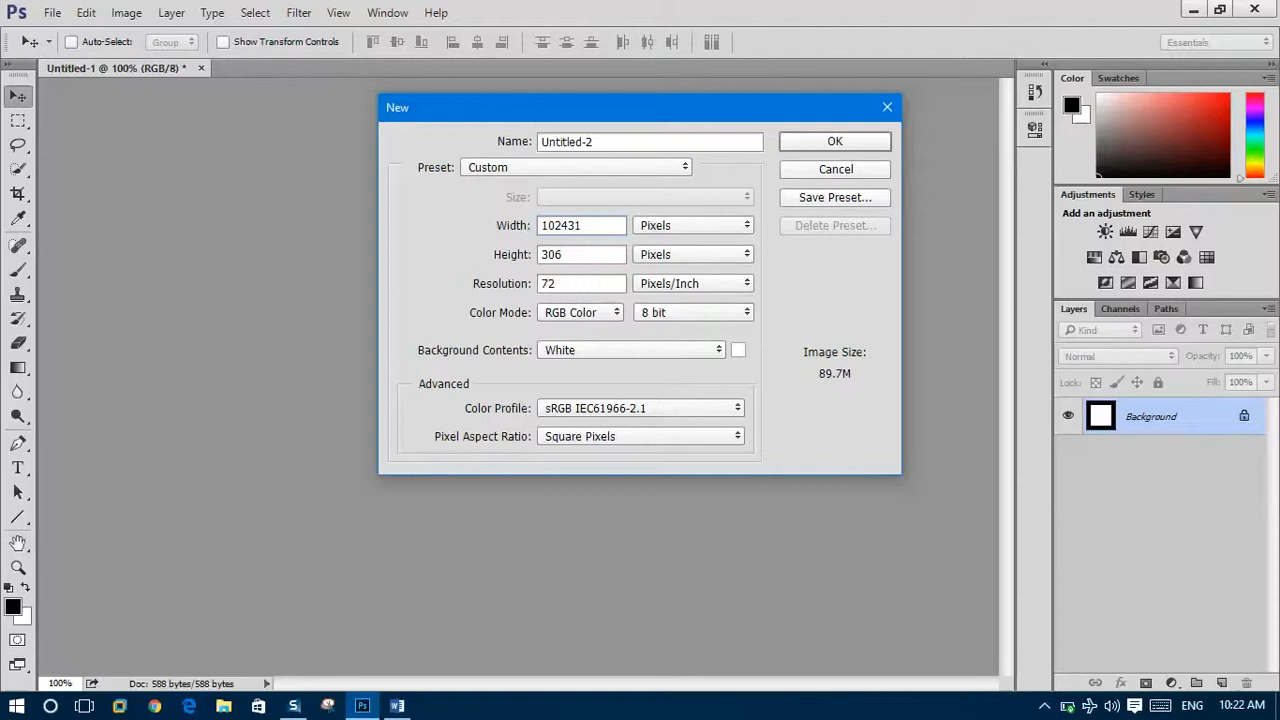 Ps File Edit Image Layer Type Select Filter View Window Help
Auto-Select: Group Show Transform Controls Essentials
Untitled-1 @ 100% (RGB/8) * ×
New
Name: Untitled-2 OK
Preset: Custom Cancel
Size: Save Preset...
Width: 102431 Pixels Delete Preset...
Height: 306 Pixels
Resolution: 72 Pixels/Inch
Color Mode: RGB Color 8 bit
Background Contents: White
Image Size:
89.7M
Advanced
Color Profile: sRGB IEC61966-2.1
Pixel Aspect Ratio: Square Pixels
Color Swatches
Adjustments Styles
Add an adjustment
Layers Channels Paths
Kind
Normal Opacity: 100%
Lock: Fill: 100%
Background
100% Doc: 588 bytes/588 bytes
ENG 10:22 AM